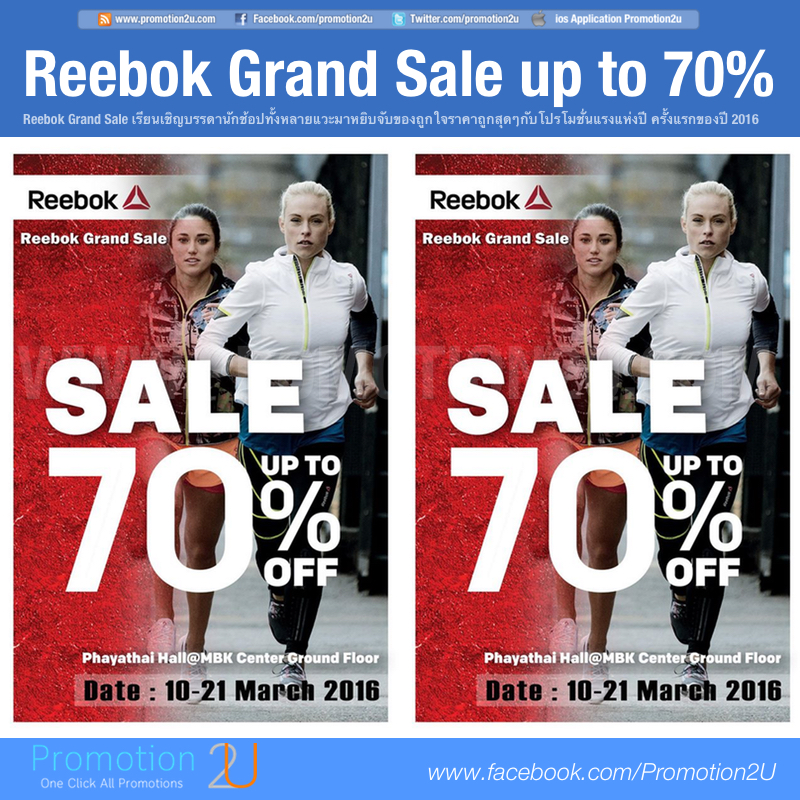 www.promotion2u.com Facebook.com/promotion2u Twitter.com/promotion2U ios Application Promotion2u
Reebok Grand Sale up to 70%
Reebok Grand Sale เรียนเชิญบรรดานักช้อปทั้งหลายแวะมาหยิบจับของถูกใจราคาถูกสุดๆกับโปรโมชั่นแรงแห่งปี ครั้งแรกของปี 2016
Reebok
Reebok Grand Sale
SALE
70% UP TO
OFF
Phayathai Hall@MBK Center Ground Floor
Date : 10-21 March 2016
Reebok
Reebok Grand Sale
SALE
70% UP TO
OFF
Phayathai Hall@MBK Center Ground Floor
Date : 10-21 March 2016
Promotion 2U
One Click All Promotions
www.facebook.com/Promotion2U